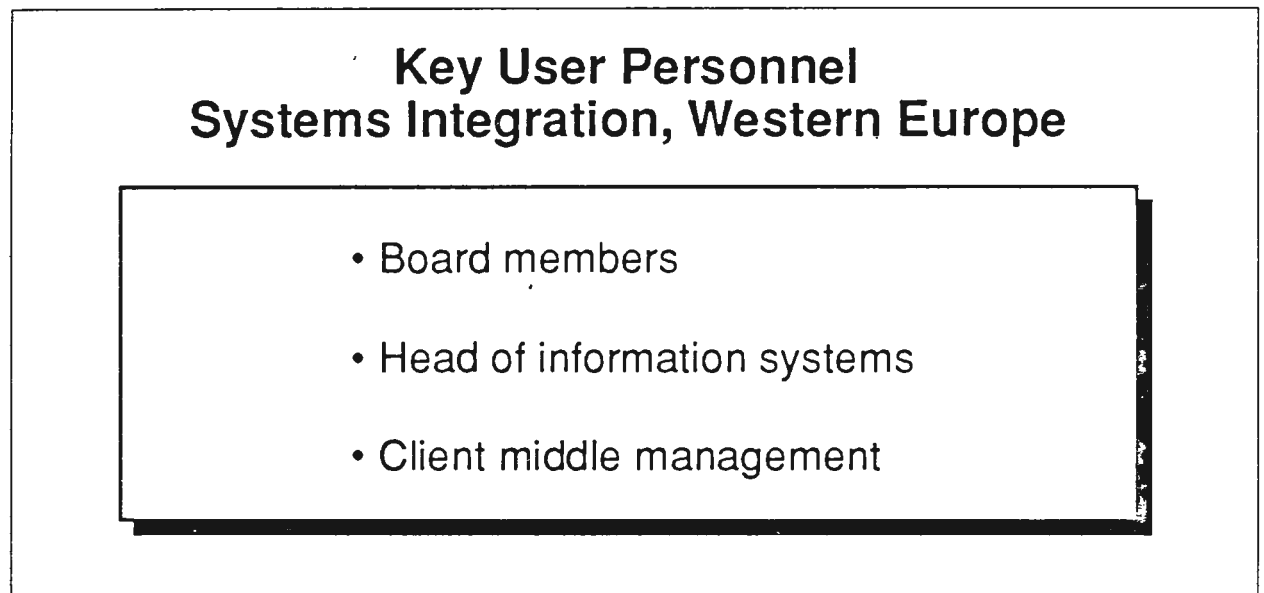 Key User Personnel
Systems Integration, Western Europe
• Board members
• Head of information systems
• Client middle management